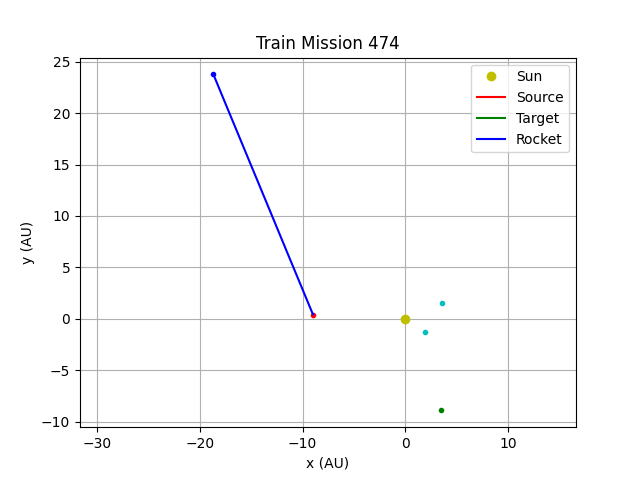 Train Mission 474
25
20
15
10
5
0
−5
−10
y (AU)
−30
−20
−10
0
10
x (AU)
Sun
Source
Target
Rocket